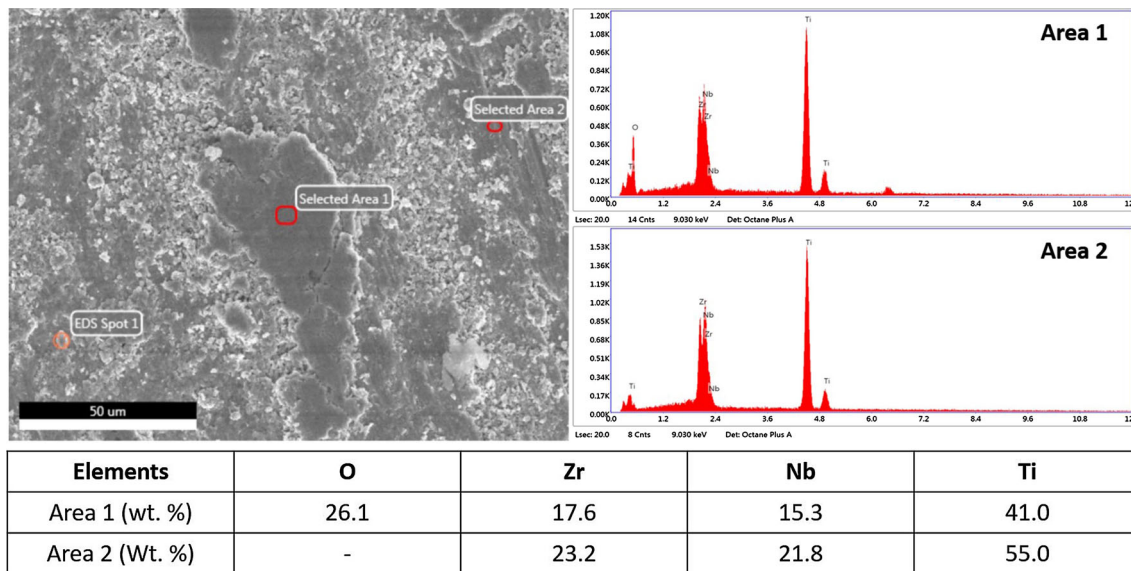 Selected Area 2
Selected Area 1
EDS Spot 1
50 um
Area 1
1.20K
1.08K
0.96K
0.84K
0.72K
0.60K
0.48K
0.36K
0.24K
0.12K
0.00K
O
Ti
Zr
Nb
Zr
Nb
Ti
Ti
0.0 1.2 2.4 3.6 4.8 6.0 7.2 8.4 9.6 10.8 12
Lsec: 20.0 14 Cnts 9.030 keV Det: Octane Plus A
Area 2
1.53K
1.36K
1.19K
1.02K
0.85K
0.68K
0.51K
0.34K
0.17K
0.00K
Ti
Zr
Nb
Zr
Nb
Ti
Ti
0.0 1.2 2.4 3.6 4.8 6.0 7.2 8.4 9.6 10.8 12
Lsec: 20.0 8 Cnts 9.030 keV Det: Octane Plus A
Elements O Zr Nb Ti
Area 1 (wt. %) 26.1 17.6 15.3 41.0
Area 2 (Wt. %) - 23.2 21.8 55.0